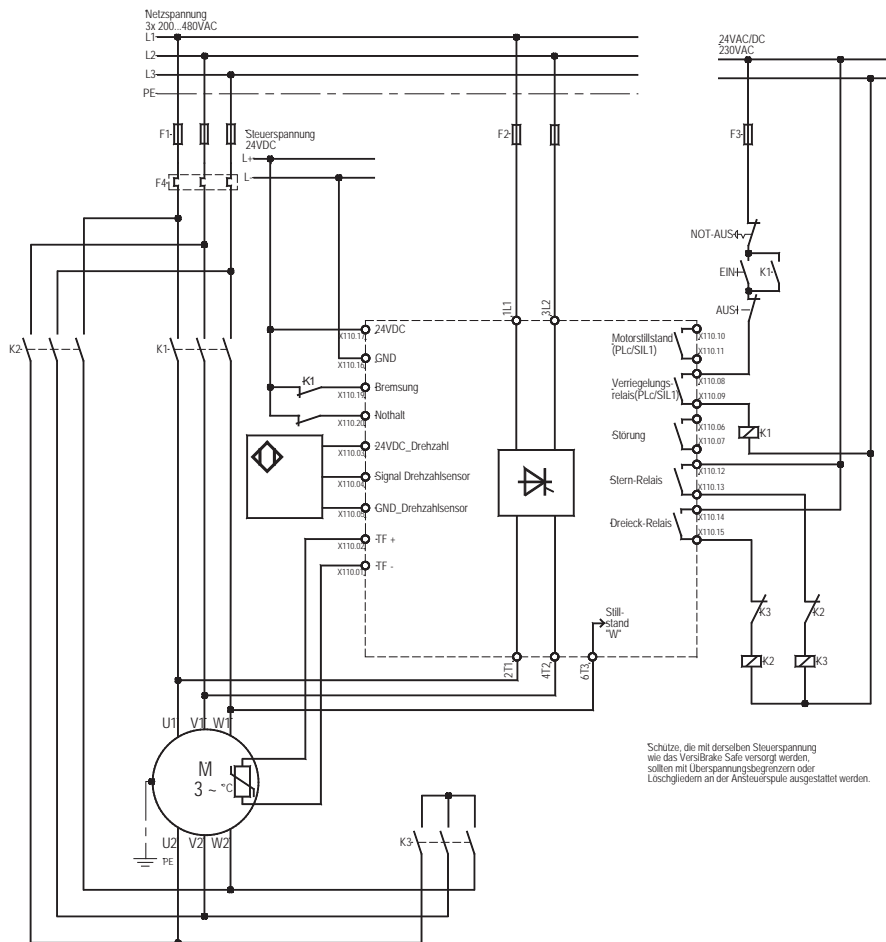 Netzspannung
3x 200...480VAC
L1
L2
L3
PE
24VAC/DC
230VAC
F1
Steuerspannung
24VDC
F2
F3
L+
L-
F4
NOT-AUS
EIN
K1
AUS
1L1
3L2
K2
K1
X110.17
24VDC
X110.16
GND
K1
X110.19
Bremsung
X110.20
Nothalt
X110.03
24VDC_Drehzahl
X110.04
Signal Drehzahlsensor
X110.05
GND_Drehzahlsensor
X110.02
TF +
X110.01
TF -
Motorstillstand
(PLc/SIL1)
X110.10
X110.11
Verriegelungs-
relais(PLc/SIL1)
X110.08
X110.09
K1
Störung
X110.06
X110.07
Stern-Relais
X110.12
X110.13
Dreieck-Relais
X110.14
X110.15
K3
K2
Still-
stand
"W"
2T1
4T2
6T3
K2
K3
U1
V1
W1
M
3 ~
°C
U2
V2
W2
PE
K3
Schütze, die mit derselben Steuerspannung
wie das VersiBrake Safe versorgt werden,
sollten mit Überspannungsbegrenzern oder
Löschgliedern an der Ansteuerspule ausgestattet werden.